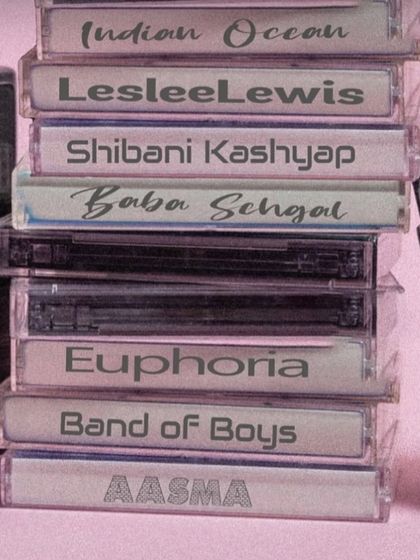 Indian Ocean
LesleeLewis
Shibani Kashyap
Baba Sehgal
Euphoria
Band of Boys
AASMA